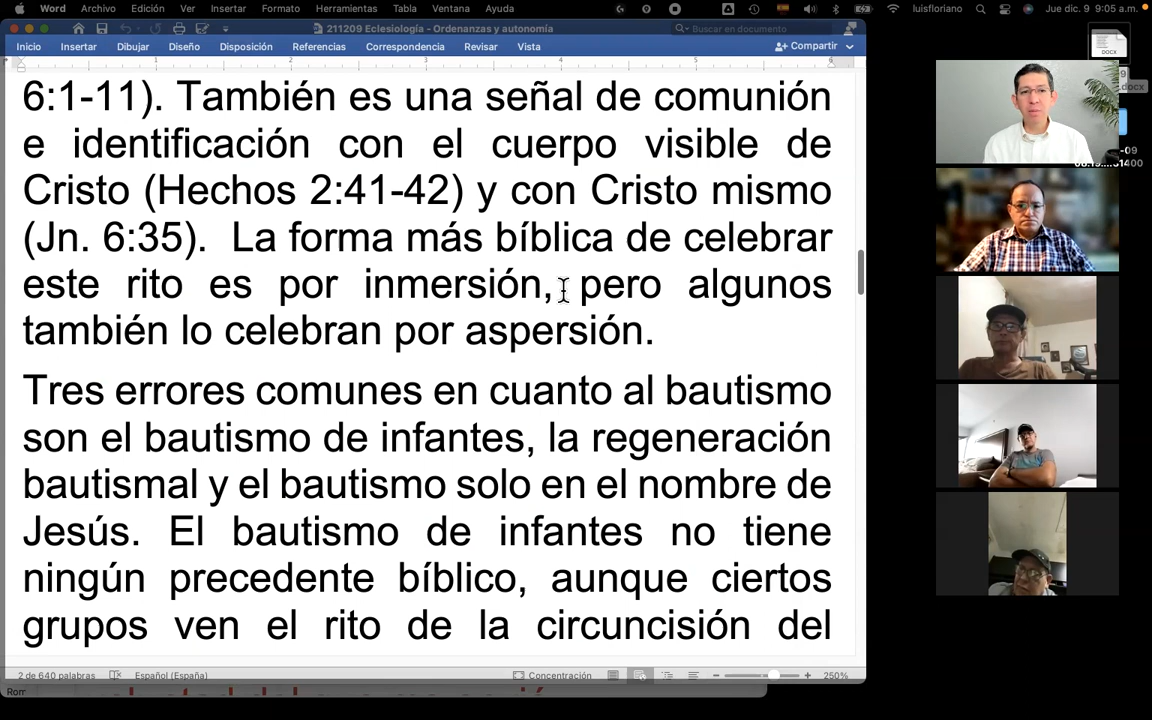 Word Archivo Edición Ver Insertar Formato Herramientas Tabla Ventana Ayuda luisfloriano Jue dic. 9 9:05 a.m.
211209 Eclesiología - Ordenanzas y autonomía Buscar en documento
Inicio Insertar Dibujar Diseño Disposición Referencias Correspondencia Revisar Vista Compartir
DOCX
6:1-11). También es una señal de comunión
e identificación con el cuerpo visible de
Cristo (Hechos 2:41-42) y con Cristo mismo
(Jn. 6:35). La forma más bíblica de celebrar
este rito es por inmersión, pero algunos
también lo celebran por aspersión.
Tres errores comunes en cuanto al bautismo
son el bautismo de infantes, la regeneración
bautismal y el bautismo solo en el nombre de
Jesús. El bautismo de infantes no tiene
ningún precedente bíblico, aunque ciertos
grupos ven el rito de la circuncisión del
2 de 640 palabras Español (España) Concentración 250%